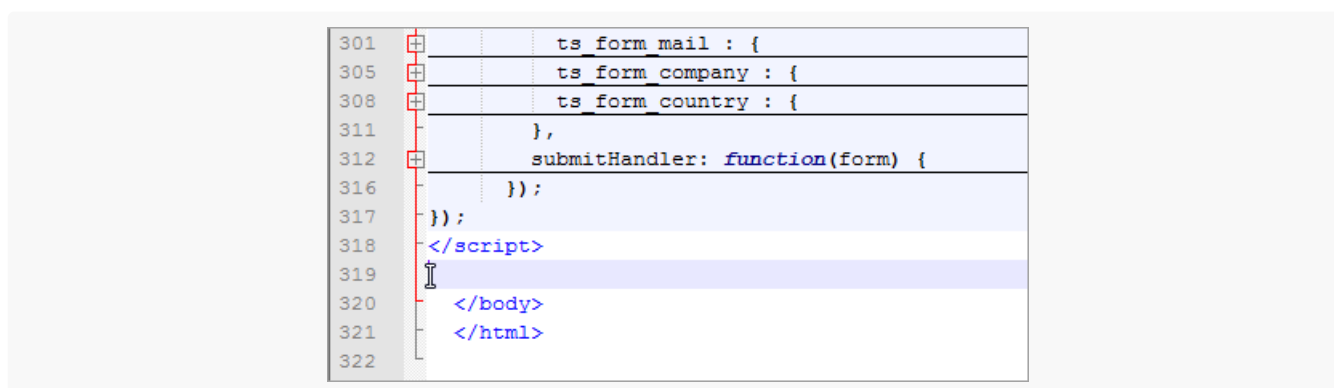 301 ts_form_mail : {
305 ts_form_company : {
308 ts_form_country : {
311 },
312 submitHandler: function(form) {
316 });
317 });
318 </script>
319
320 </body>
321 </html>
322